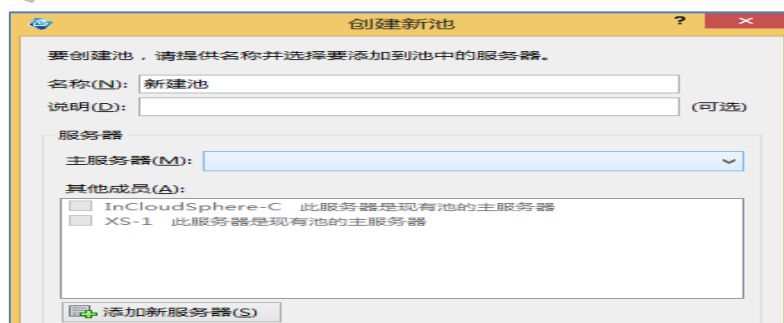 创建新池
要创建池，请提供名称并选择要添加到池中的服务器。
名称(N): 新建池
说明(D): (可选)
服务器
主服务器(M):
其他成员(A):
InCloudSphere-C 此服务器是现有池的主服务器
XS-1 此服务器是现有池的主服务器
添加新服务器(S)